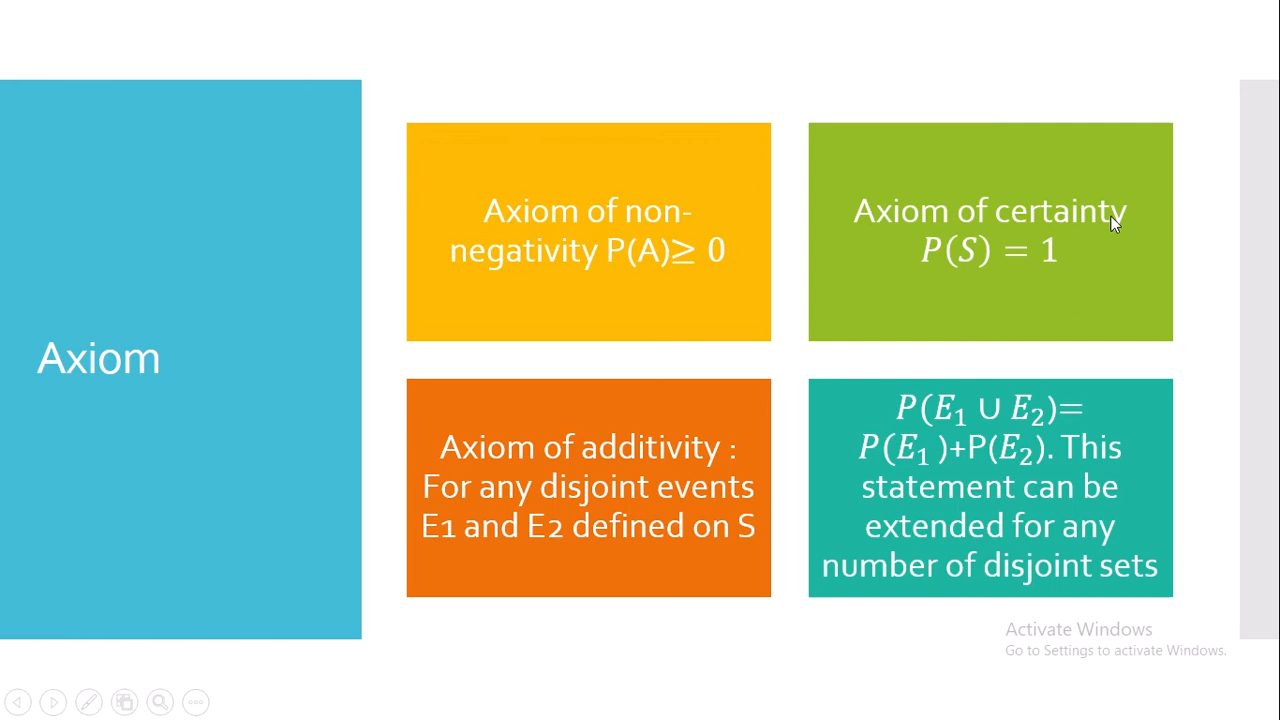 Axiom
Axiom of non-
negativity P(A)≥ 0
Axiom of certainty
P(S) = 1
Axiom of additivity :
For any disjoint events
E1 and E2 defined on S
P(E₁ ∪ E₂)=
P(E₁ )+P(E₂). This
statement can be
extended for any
number of disjoint sets
Activate Windows
Go to Settings to activate Windows.